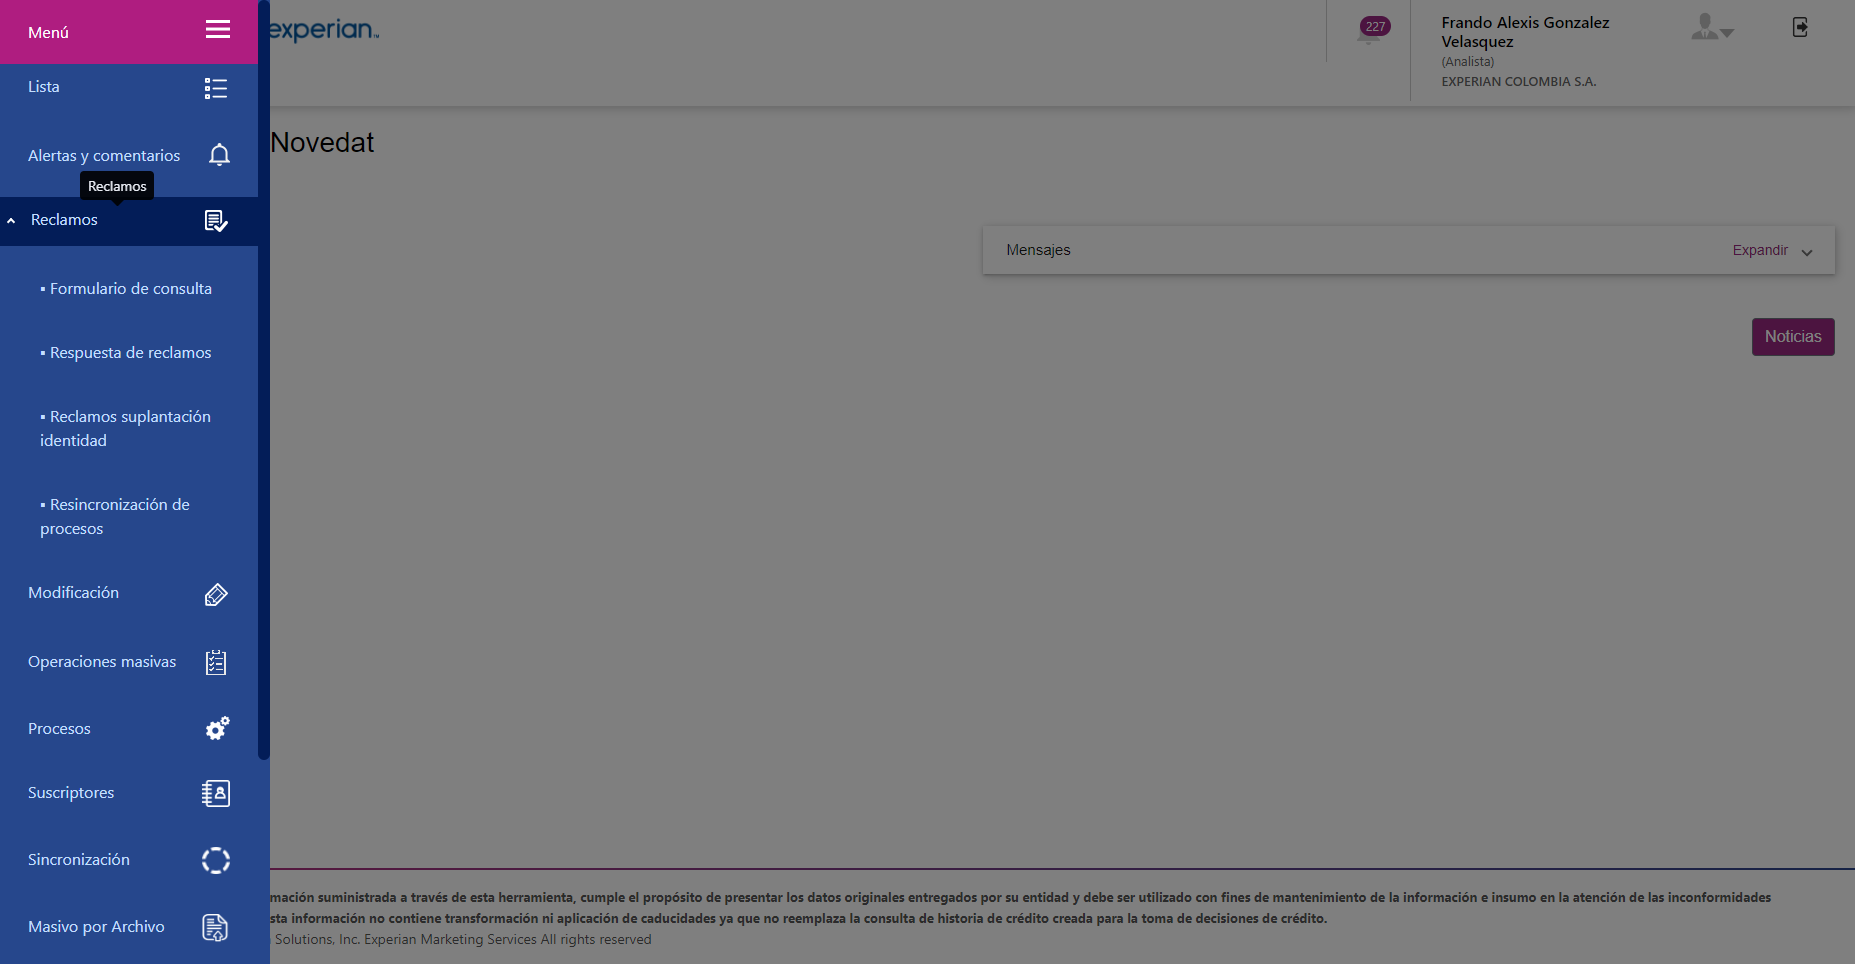 Menú
Lista
Alertas y comentarios
Reclamos
Reclamos
▪ Formulario de consulta
▪ Respuesta de reclamos
▪ Reclamos suplantación
identidad
▪ Resincronización de
procesos
Modificación
Operaciones masivas
Procesos
Suscriptores
Sincronización
Masivo por Archivo
experian™
227
Frando Alexis Gonzalez
Velasquez
(Analista)
EXPERIAN COLOMBIA S.A.
Novedat
Mensajes
Expandir
Noticias
mación suministrada a través de esta herramienta, cumple el propósito de presentar los datos originales entregados por su entidad y debe ser utilizado con fines de mantenimiento de la información e insumo en la atención de las inconformidades
sta información no contiene transformación ni aplicación de caducidades ya que no reemplaza la consulta de historia de crédito creada para la toma de decisiones de crédito.
Solutions, Inc. Experian Marketing Services All rights reserved